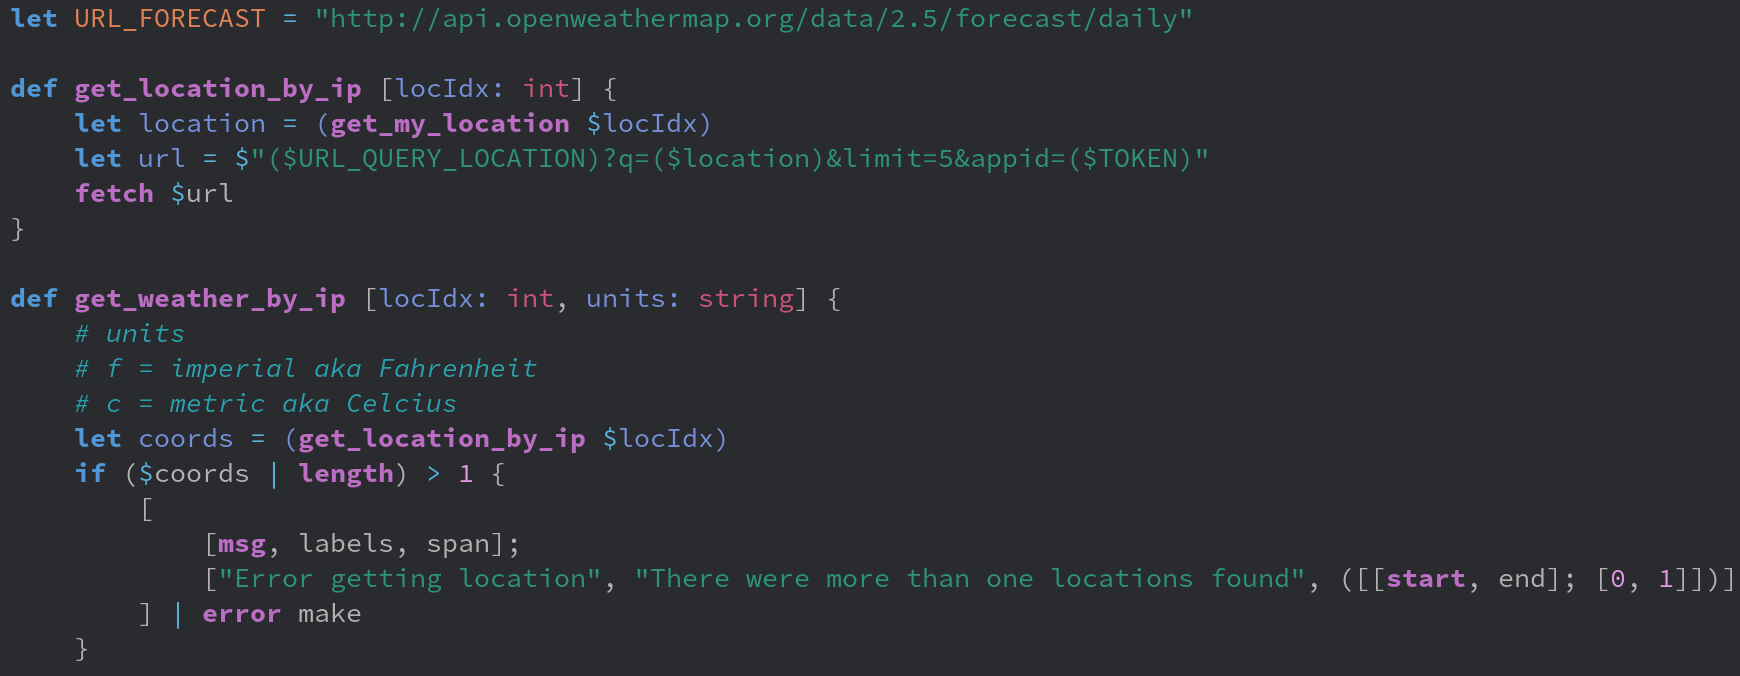 let URL_FORECAST = "http://api.openweathermap.org/data/2.5/forecast/daily"

def get_location_by_ip [locIdx: int] {
    let location = (get_my_location $locIdx)
    let url = $"($URL_QUERY_LOCATION)?q=($location)&limit=5&appid=($TOKEN)"
    fetch $url
}

def get_weather_by_ip [locIdx: int, units: string] {
    # units
    # f = imperial aka Fahrenheit
    # c = metric aka Celcius
    let coords = (get_location_by_ip $locIdx)
    if ($coords | length) > 1 {
        [
            [msg, labels, span];
            ["Error getting location", "There were more than one locations found", ([[start, end]; [0, 1]])]
        ] | error make
    }